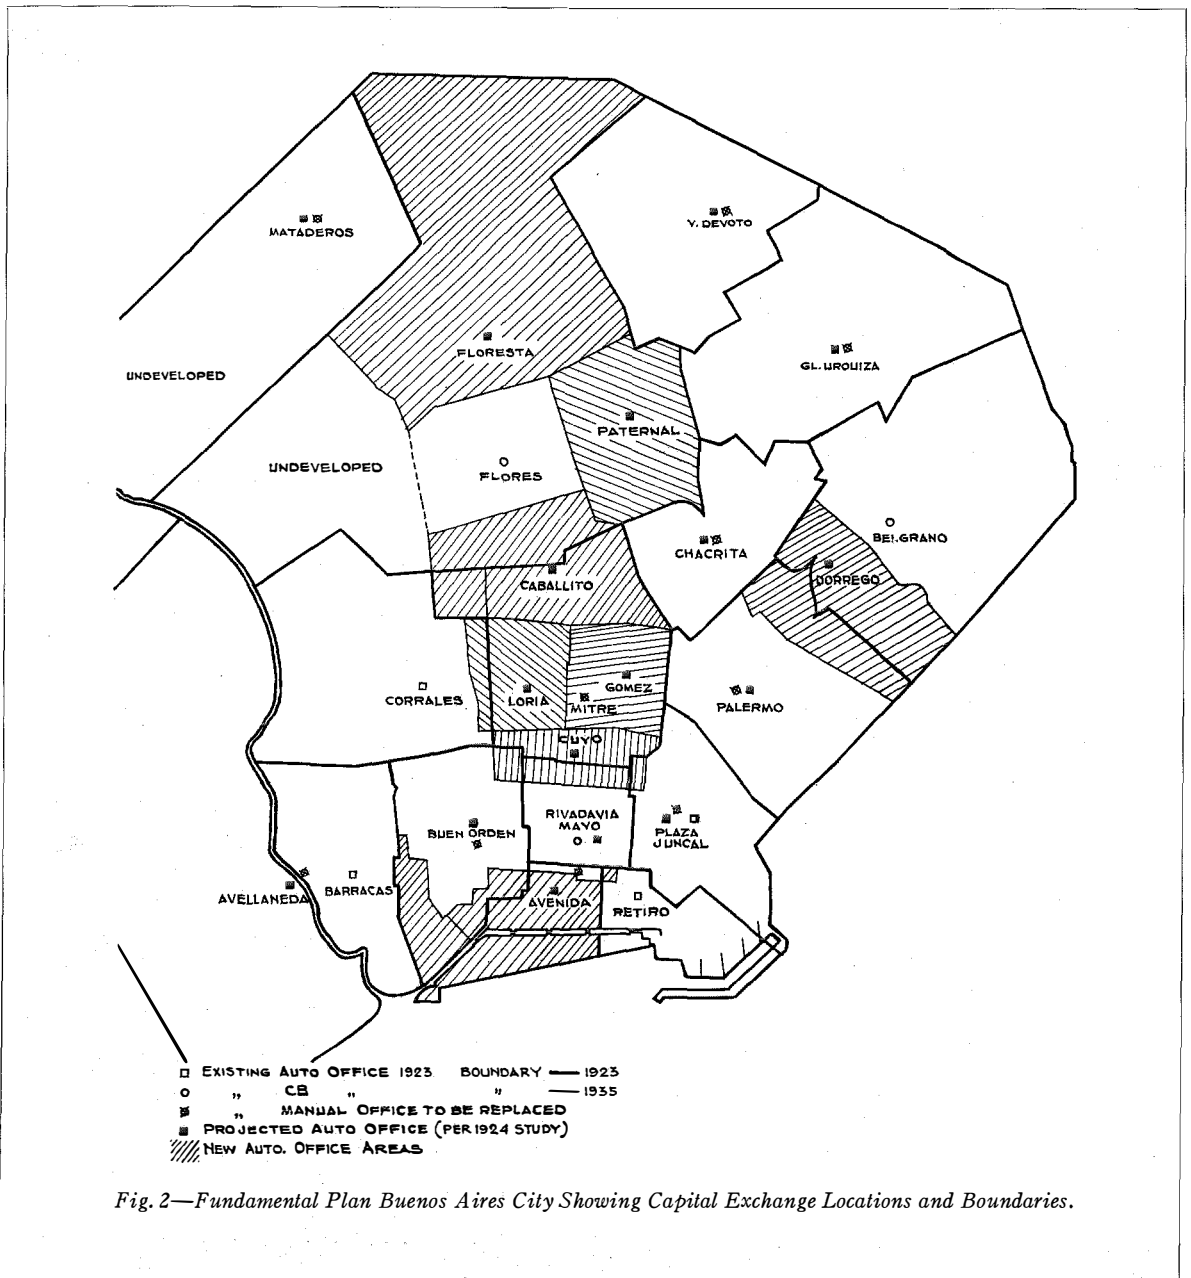 MATADEROS
V. DEVOTO
FLORESTA
GL. URQUIZA
UNDEVELOPED
PATERNAL
UNDEVELOPED
FLORES
BELGRANO
CHACRITA
DORREGO
CABALLITO
CORRALES
LORIA
GOMEZ
MITRE
PALERMO
CUYO
RIVADAVIA
MAYO
BUEN ORDEN
PLAZA
JUNCAL
AVELLANEDA
BARRACAS
AVENIDA
RETIRO
EXISTING AUTO OFFICE 1923 BOUNDARY — 1923
„ CB „ „ — 1935
„ MANUAL OFFICE TO BE REPLACED
PROJECTED AUTO OFFICE (PER 1924 STUDY)
NEW AUTO. OFFICE AREAS
Fig. 2—Fundamental Plan Buenos Aires City Showing Capital Exchange Locations and Boundaries.